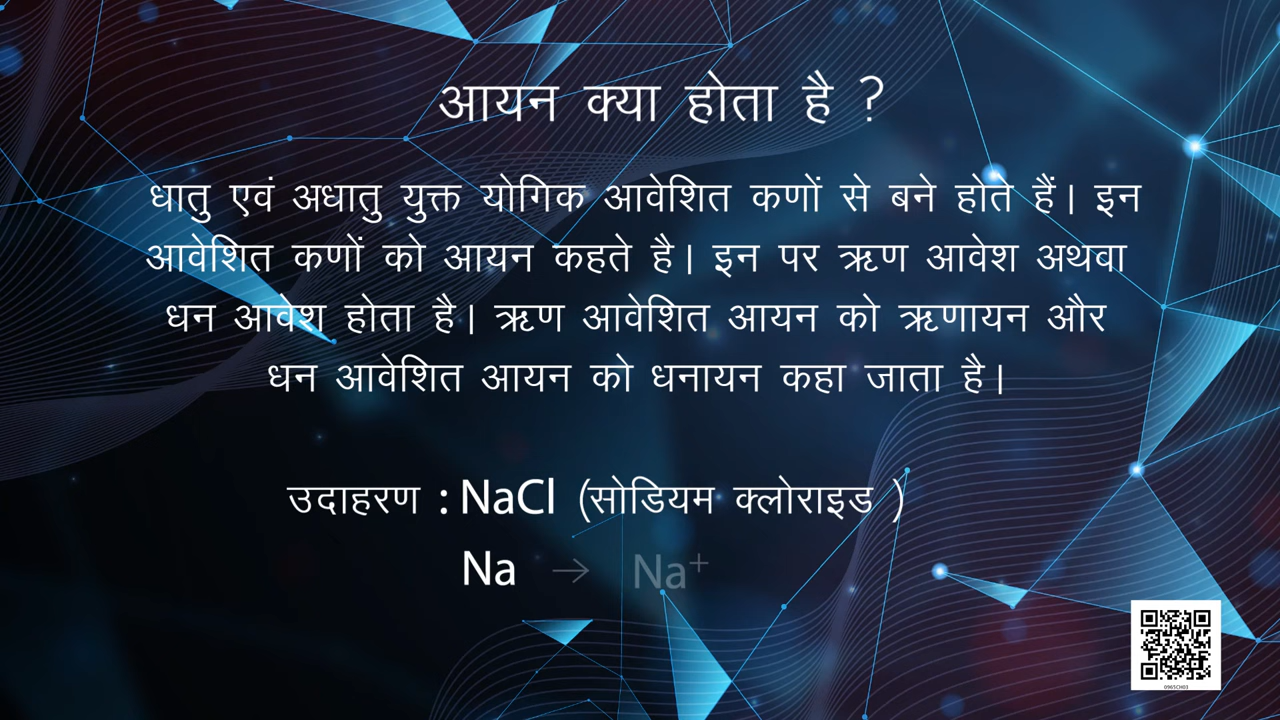 आयन क्या होता है ?
धातु एवं अधातु युक्त योगिक आवेशित कणों से बने होते हैं। इन
आवेशित कणों को आयन कहते है। इन पर ऋण आवेश अथवा
धन आवेश होता है। ऋण आवेशित आयन को ऋणायन और
धन आवेशित आयन को धनायन कहा जाता है।
उदाहरण : NaCl (सोडियम क्लोराइड )
Na → Na⁺
0965CH03